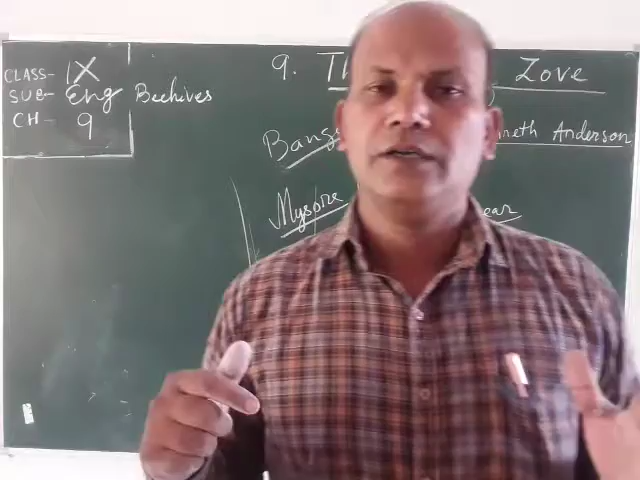 CLASS- IX
SUB- Eng Beehives
CH- 9
9. Th Love
Bang neth Anderson
Mysore ear